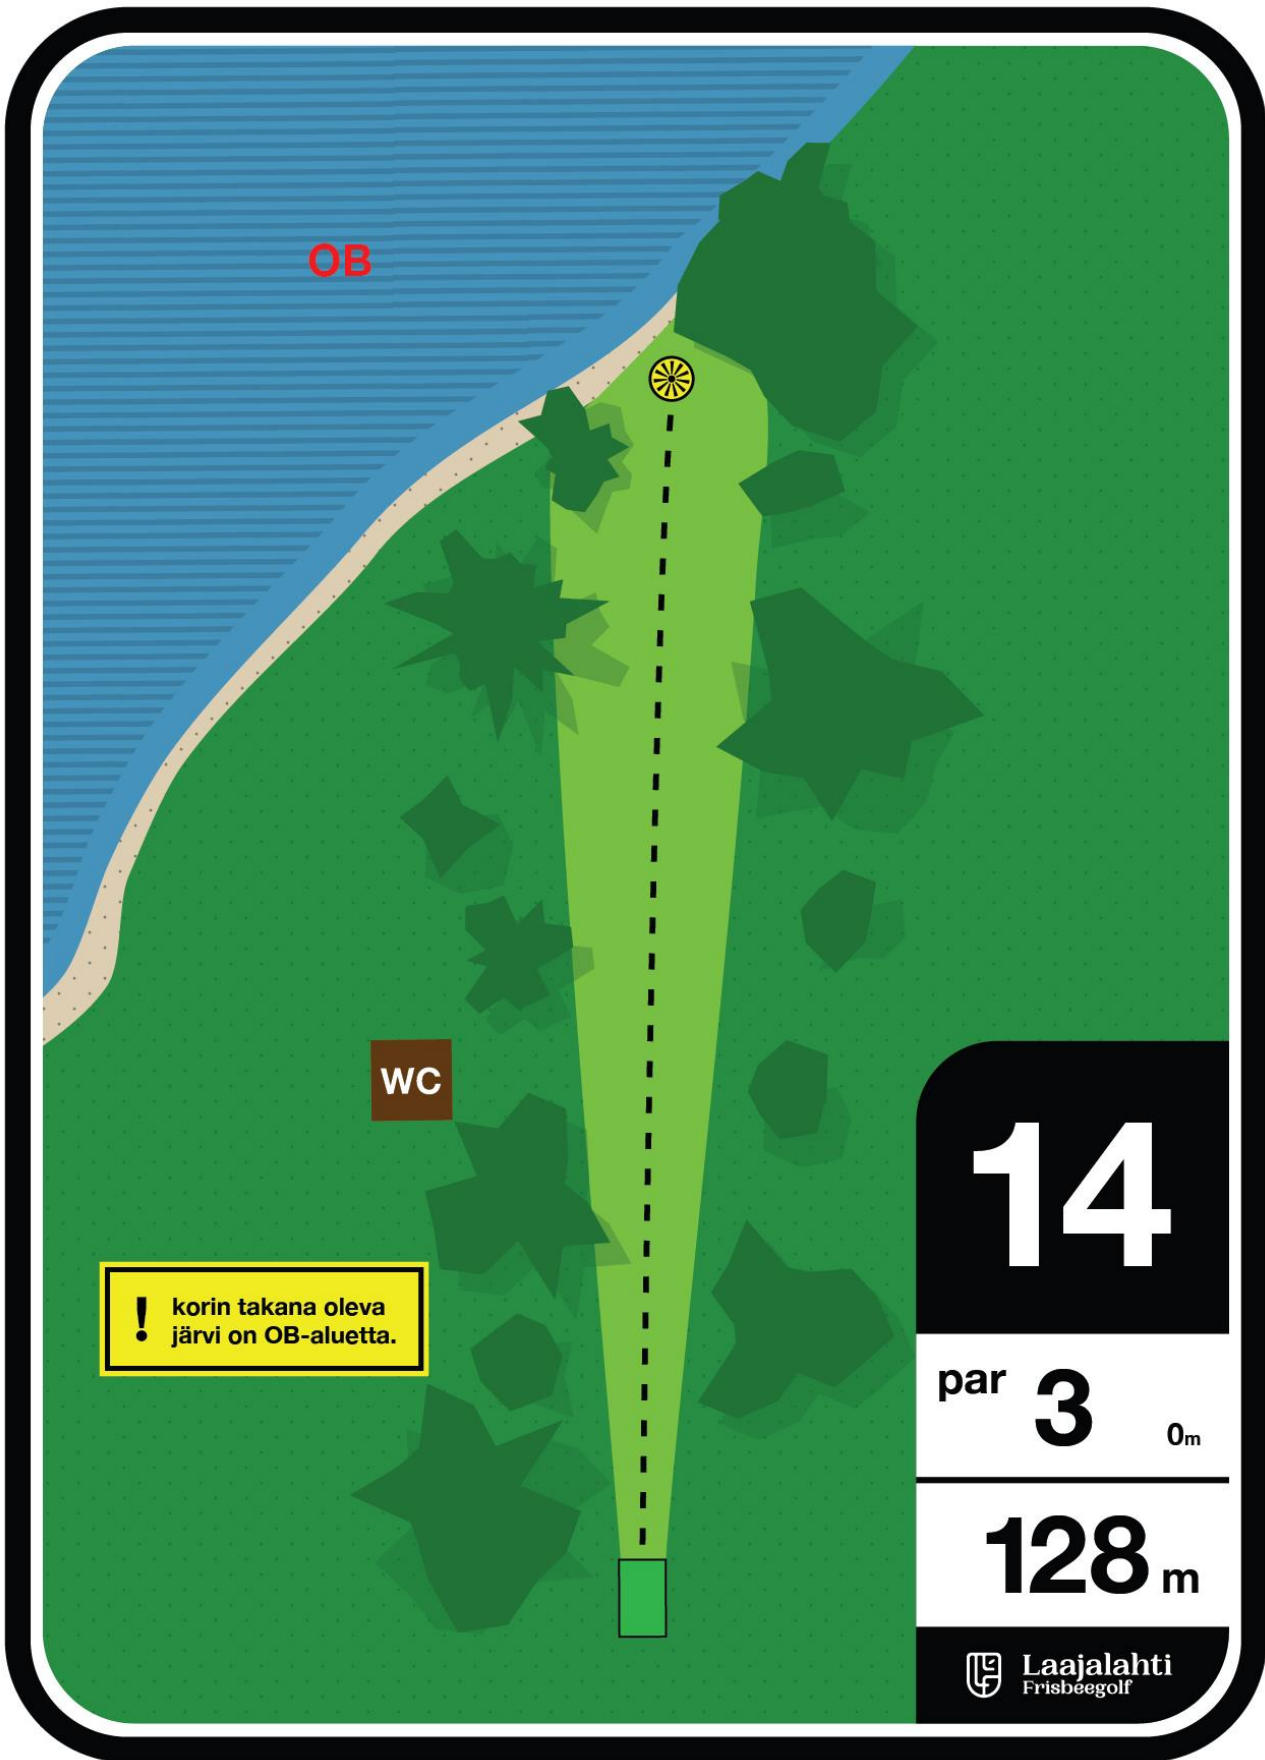 OB
WC
! korin takana oleva
järvi on OB-aluetta.
14
par 3 0m
128 m
Laajalahti
Frisbeegolf